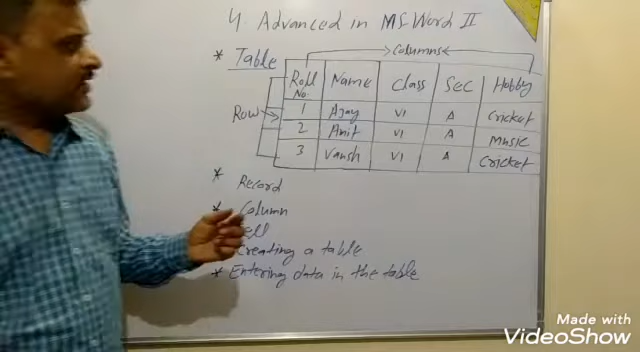 4. Advanced in MS Word II
* Table
Columns
Roll No. Name Class Sec Hobby
Row
1 Ajay VI A Cricket
2 Amit VI A Music
3 Vansh VI A Cricket
* Record
* Column
Cell
Creating a table
* Entering data in the table
Made with
VideoShow